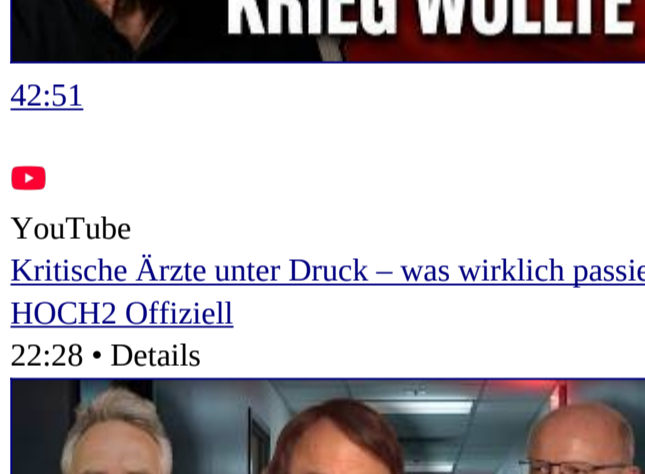 KRIEG WOLLTE
42:51
YouTube
Kritische Ärzte unter Druck – was wirklich passie
HOCH2 Offiziell
22:28 • Details